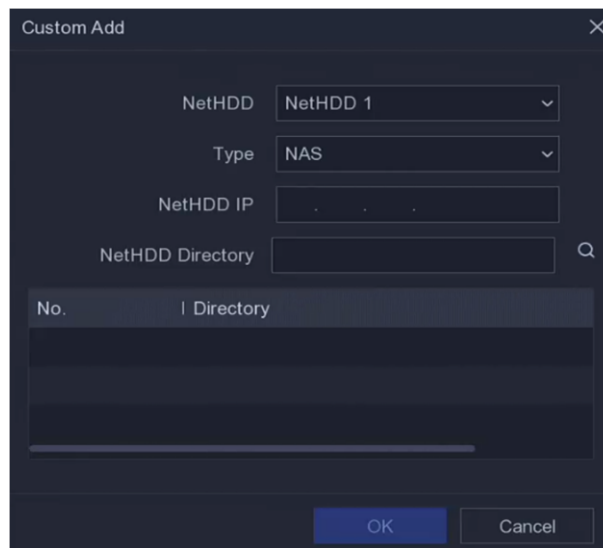 Custom Add
NetHDD NetHDD 1
Type NAS
NetHDD IP . . .
NetHDD Directory
No. Directory
OK Cancel